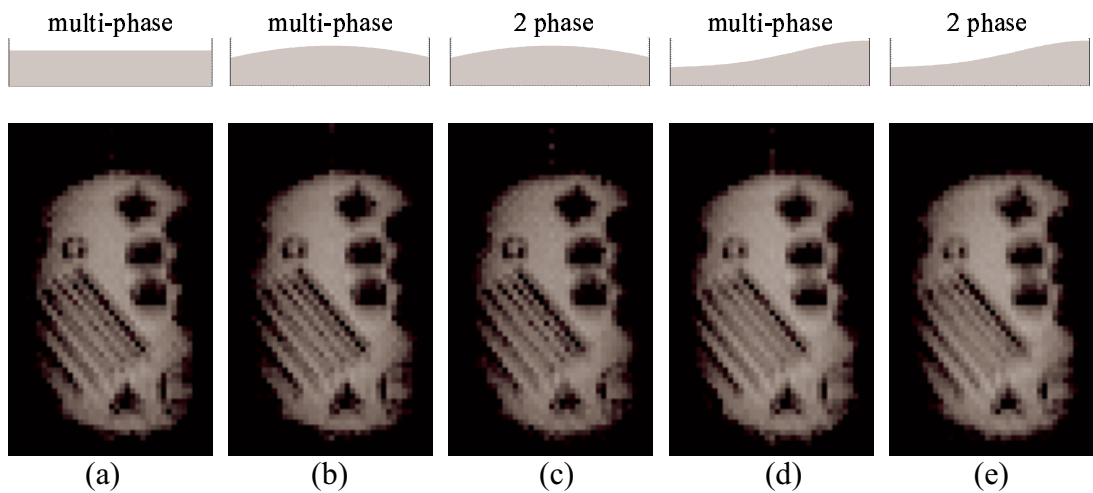 multi-phase multi-phase 2 phase multi-phase 2 phase
G G G G G
(a) (b) (c) (d) (e)